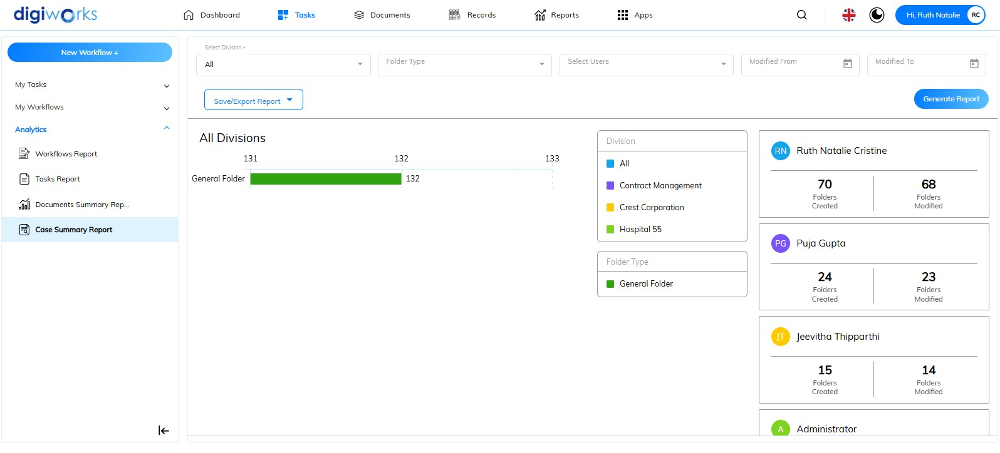 digiworks
Dashboard
Tasks
Documents
Records
Reports
Apps
Hi, Ruth Natalie
RC
New Workflow +
My Tasks
My Workflows
Analytics
Workflows Report
Tasks Report
Documents Summary Rep...
Case Summary Report
Select Division *
All
Folder Type
Select Users
Modified From
Modified To
Save/Export Report
Generate Report
All Divisions
131
132
133
General Folder
132
Division
All
Contract Management
Crest Corporation
Hospital 55
Folder Type
General Folder
RN
Ruth Natalie Cristine
70
Folders
Created
68
Folders
Modified
PG
Puja Gupta
24
Folders
Created
23
Folders
Modified
JT
Jeevitha Thipparthi
15
Folders
Created
14
Folders
Modified
A
Administrator